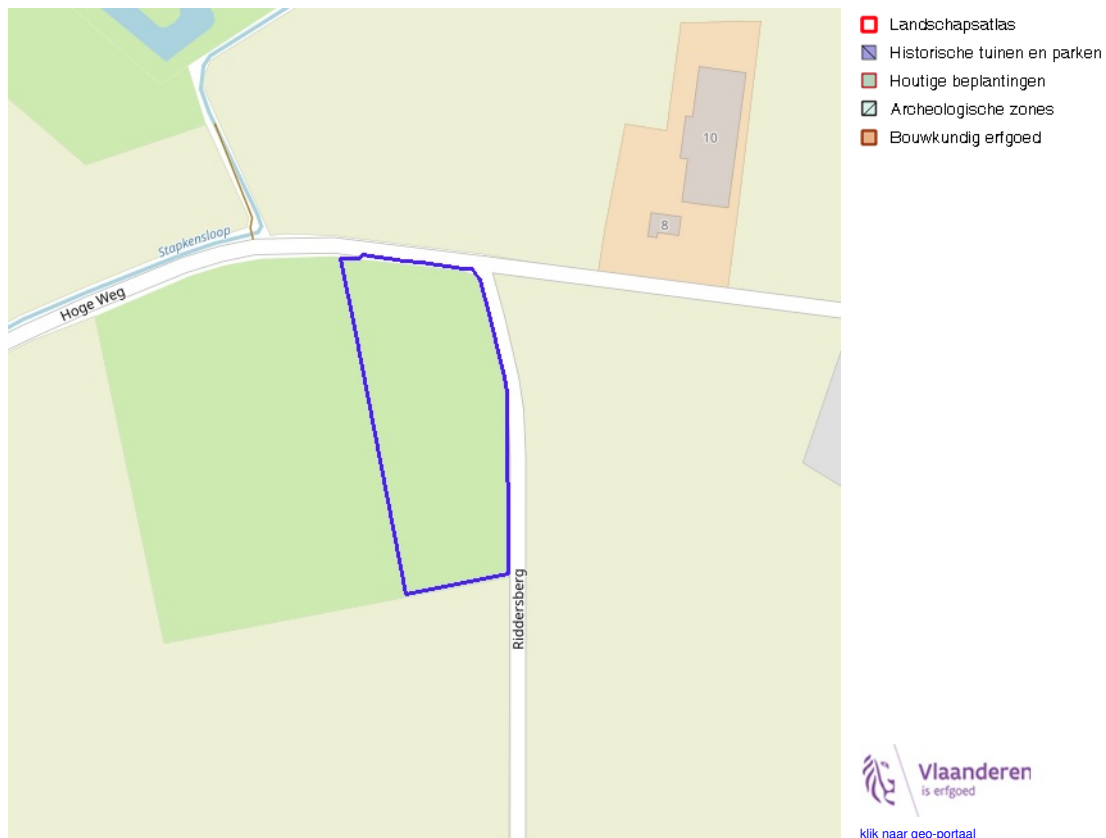 Landschapsatlas
Historische tuinen en parken
Houtige beplantingen
Archeologische zones
Bouwkundig erfgoed
10
8
Stapkensloop
Hoge Weg
Riddersberg
Vlaanderen
is erfgoed
klik naar geo-portaal